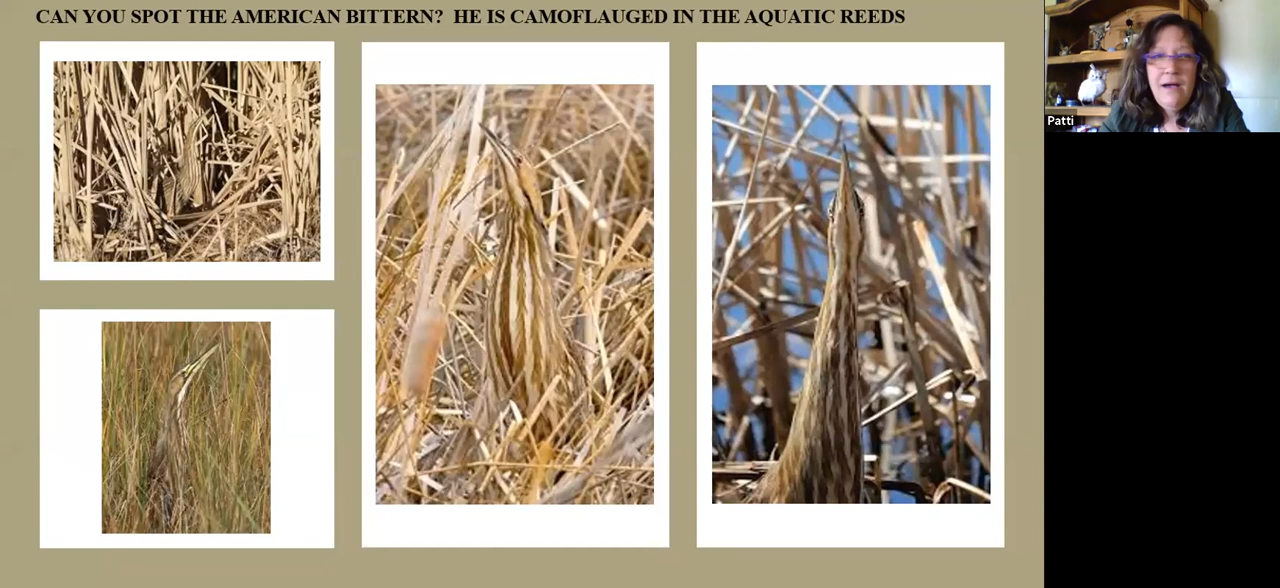 CAN YOU SPOT THE AMERICAN BITTERN?  HE IS CAMOFLAUGED IN THE AQUATIC REEDS
Patti